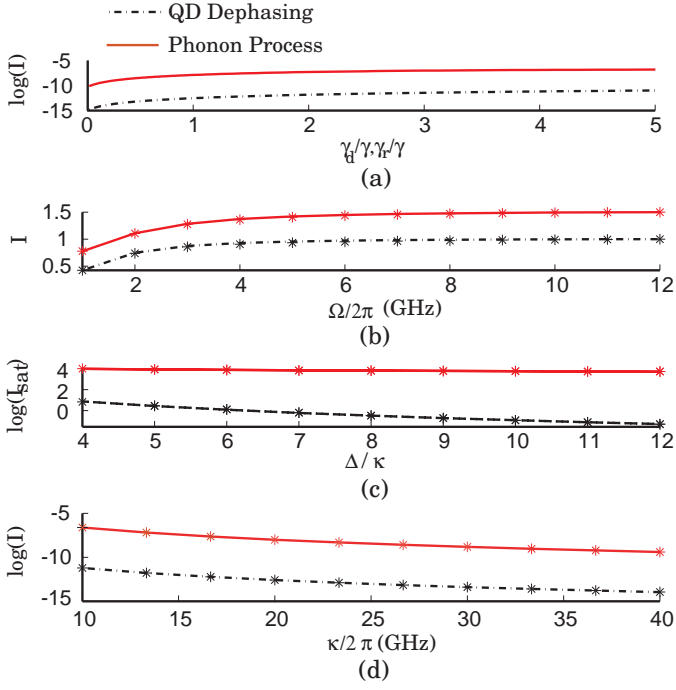 QD Dephasing
Phonon Process
log(I)
-5
-10
-15
0
1
2
3
4
5
γd/γ,γr/γ
(a)
I
1.5
1
0.5
2
4
6
8
10
12
Ω/2π (GHz)
(b)
log(Isat)
4
2
0
4
5
6
7
8
9
10
11
12
Δ/κ
(c)
log(I)
-5
-10
-15
10
15
20
25
30
35
40
κ/2 π (GHz)
(d)